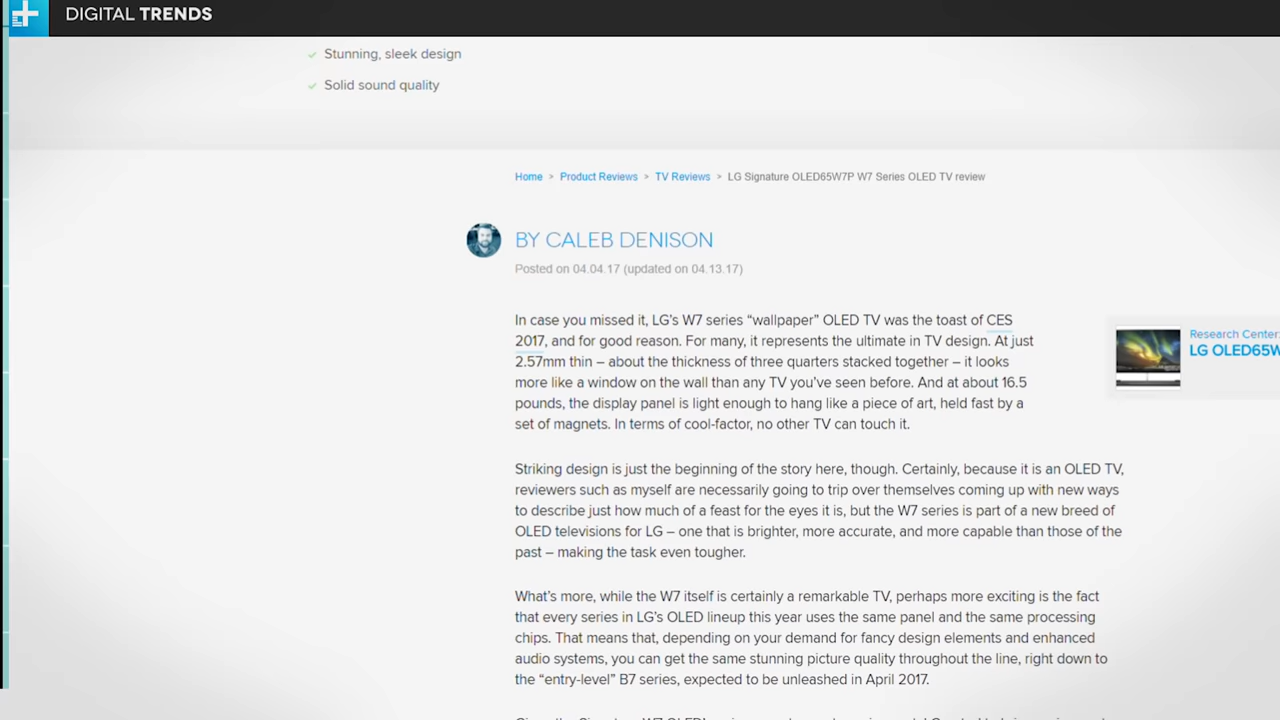 DIGITAL TRENDS
Stunning, sleek design
Solid sound quality
Home > Product Reviews > TV Reviews > LG Signature OLED65W7P W7 Series OLED TV review
BY CALEB DENISON
Posted on 04.04.17 (updated on 04.13.17)
In case you missed it, LG's W7 series “wallpaper” OLED TV was the toast of CES
2017, and for good reason. For many, it represents the ultimate in TV design. At just
2.57mm thin – about the thickness of three quarters stacked together – it looks
more like a window on the wall than any TV you've seen before. And at about 16.5
pounds, the display panel is light enough to hang like a piece of art, held fast by a
set of magnets. In terms of cool-factor, no other TV can touch it.
Research Center:
LG OLED65W
Striking design is just the beginning of the story here, though. Certainly, because it is an OLED TV,
reviewers such as myself are necessarily going to trip over themselves coming up with new ways
to describe just how much of a feast for the eyes it is, but the W7 series is part of a new breed of
OLED televisions for LG – one that is brighter, more accurate, and more capable than those of the
past – making the task even tougher.
What's more, while the W7 itself is certainly a remarkable TV, perhaps more exciting is the fact
that every series in LG's OLED lineup this year uses the same panel and the same processing
chips. That means that, depending on your demand for fancy design elements and enhanced
audio systems, you can get the same stunning picture quality throughout the line, right down to
the “entry-level” B7 series, expected to be unleashed in April 2017.